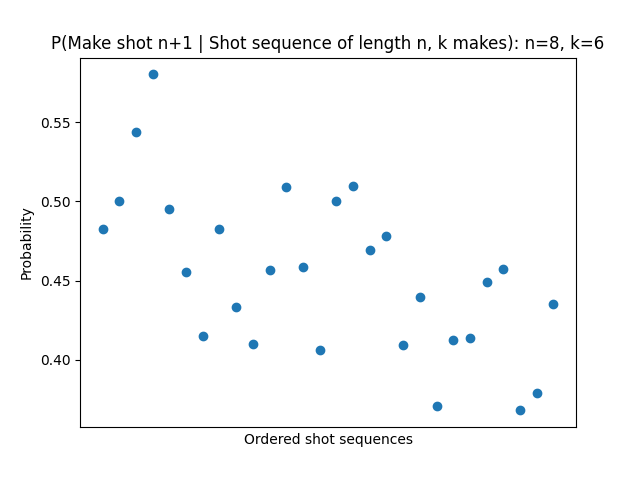 P(Make shot n+1 | Shot sequence of length n, k makes): n=8, k=6
0.55
0.50
0.45
0.40
Probability
Ordered shot sequences